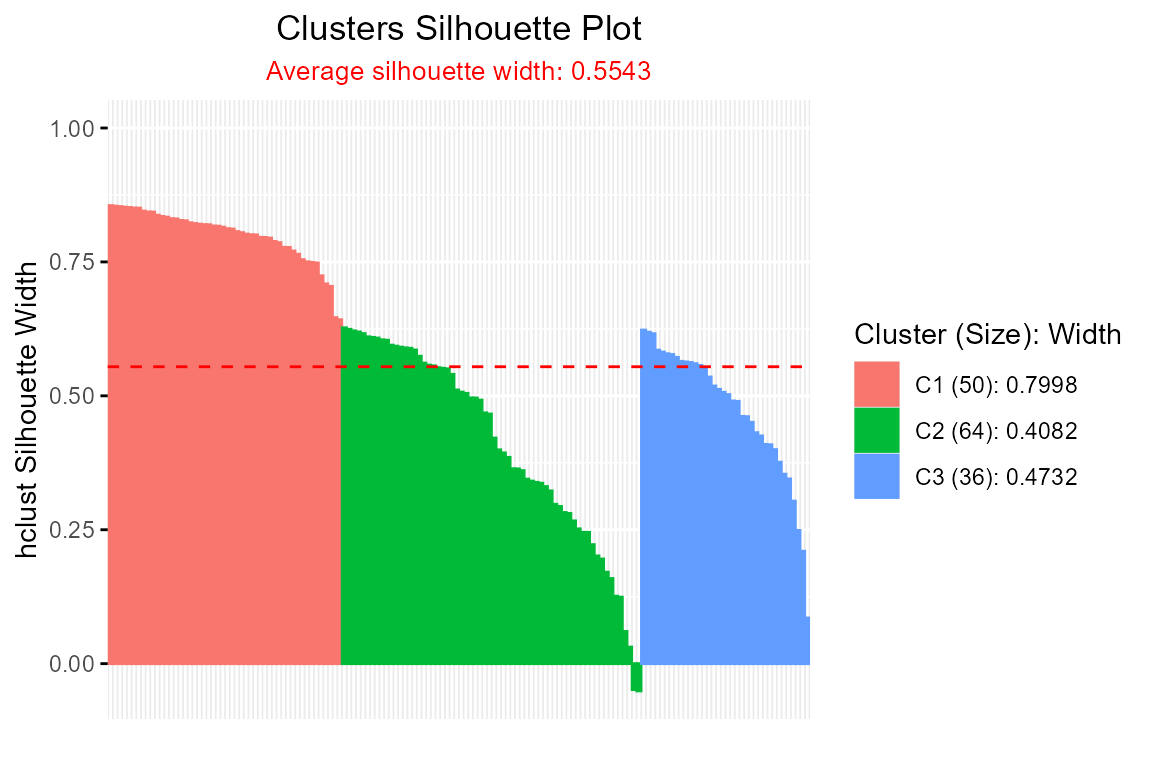 Clusters Silhouette Plot
Average silhouette width: 0.5543
hclust Silhouette Width
1.00
0.75
0.50
0.25
0.00
Cluster (Size): Width
C1 (50): 0.7998
C2 (64): 0.4082
C3 (36): 0.4732